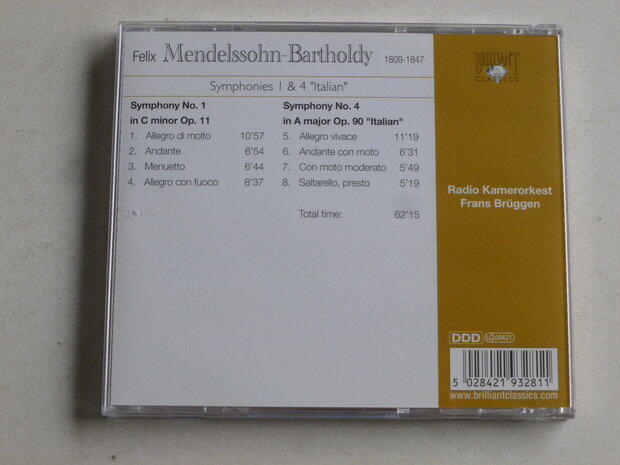 Felix Mendelssohn-Bartholdy 1809-1847
Symphonies 1 & 4 "Italian"
Symphony No. 1
in C minor Op. 11
1. Allegro di molto 10'57
2. Andante 6'54
3. Menuetto 6'44
4. Allegro con fuoco 8'37
Symphony No. 4
in A major Op. 90 "Italian"
5. Allegro vivace 11'19
6. Andante con moto 6'31
7. Con moto moderato 5'49
8. Saltarello, presto 5'19
Total time: 62'15
BRILLIANT
CLASSICS
Radio Kamerorkest
Frans Brüggen
DDD LC 09421
5 028421 932811
www.brilliantclassics.com